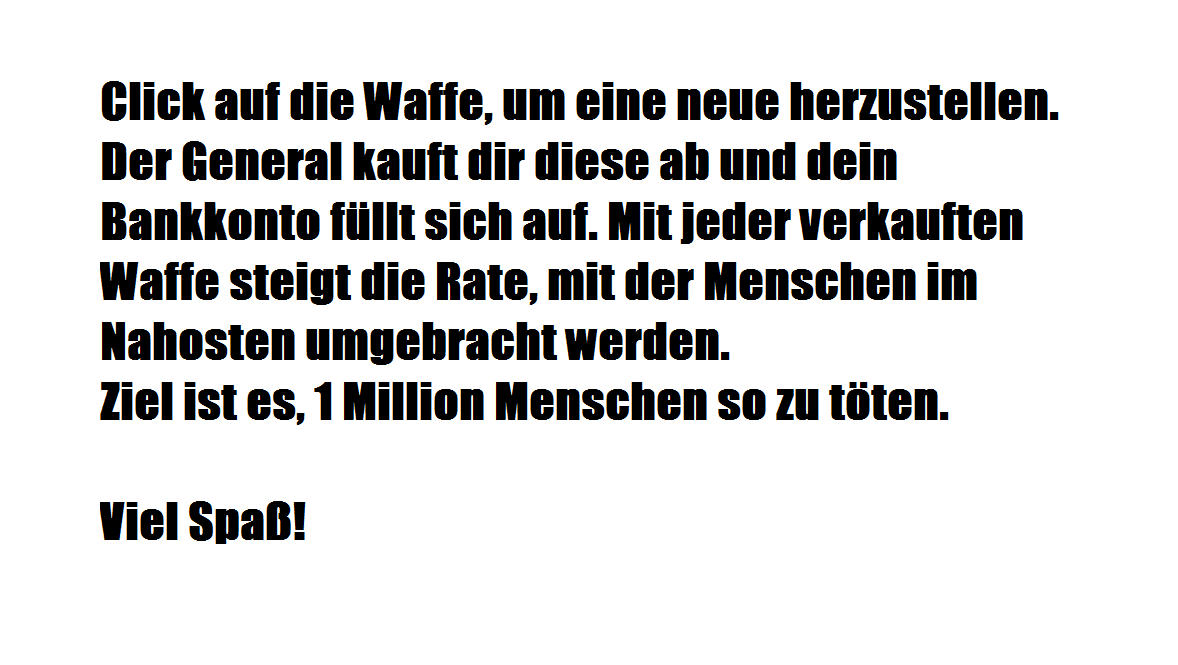 Click auf die Waffe, um eine neue herzustellen.
Der General kauft dir diese ab und dein
Bankkonto füllt sich auf. Mit jeder verkauften
Waffe steigt die Rate, mit der Menschen im
Nahosten umgebracht werden.
Ziel ist es, 1 Million Menschen so zu töten.
Viel Spaß!